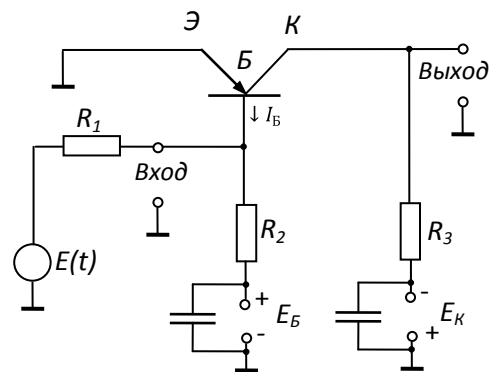 Э
К
Б
Выход
↓ I_Б
R_1
Вход
R_2
R_3
E(t)
+
-
E_Б
-
+
E_К